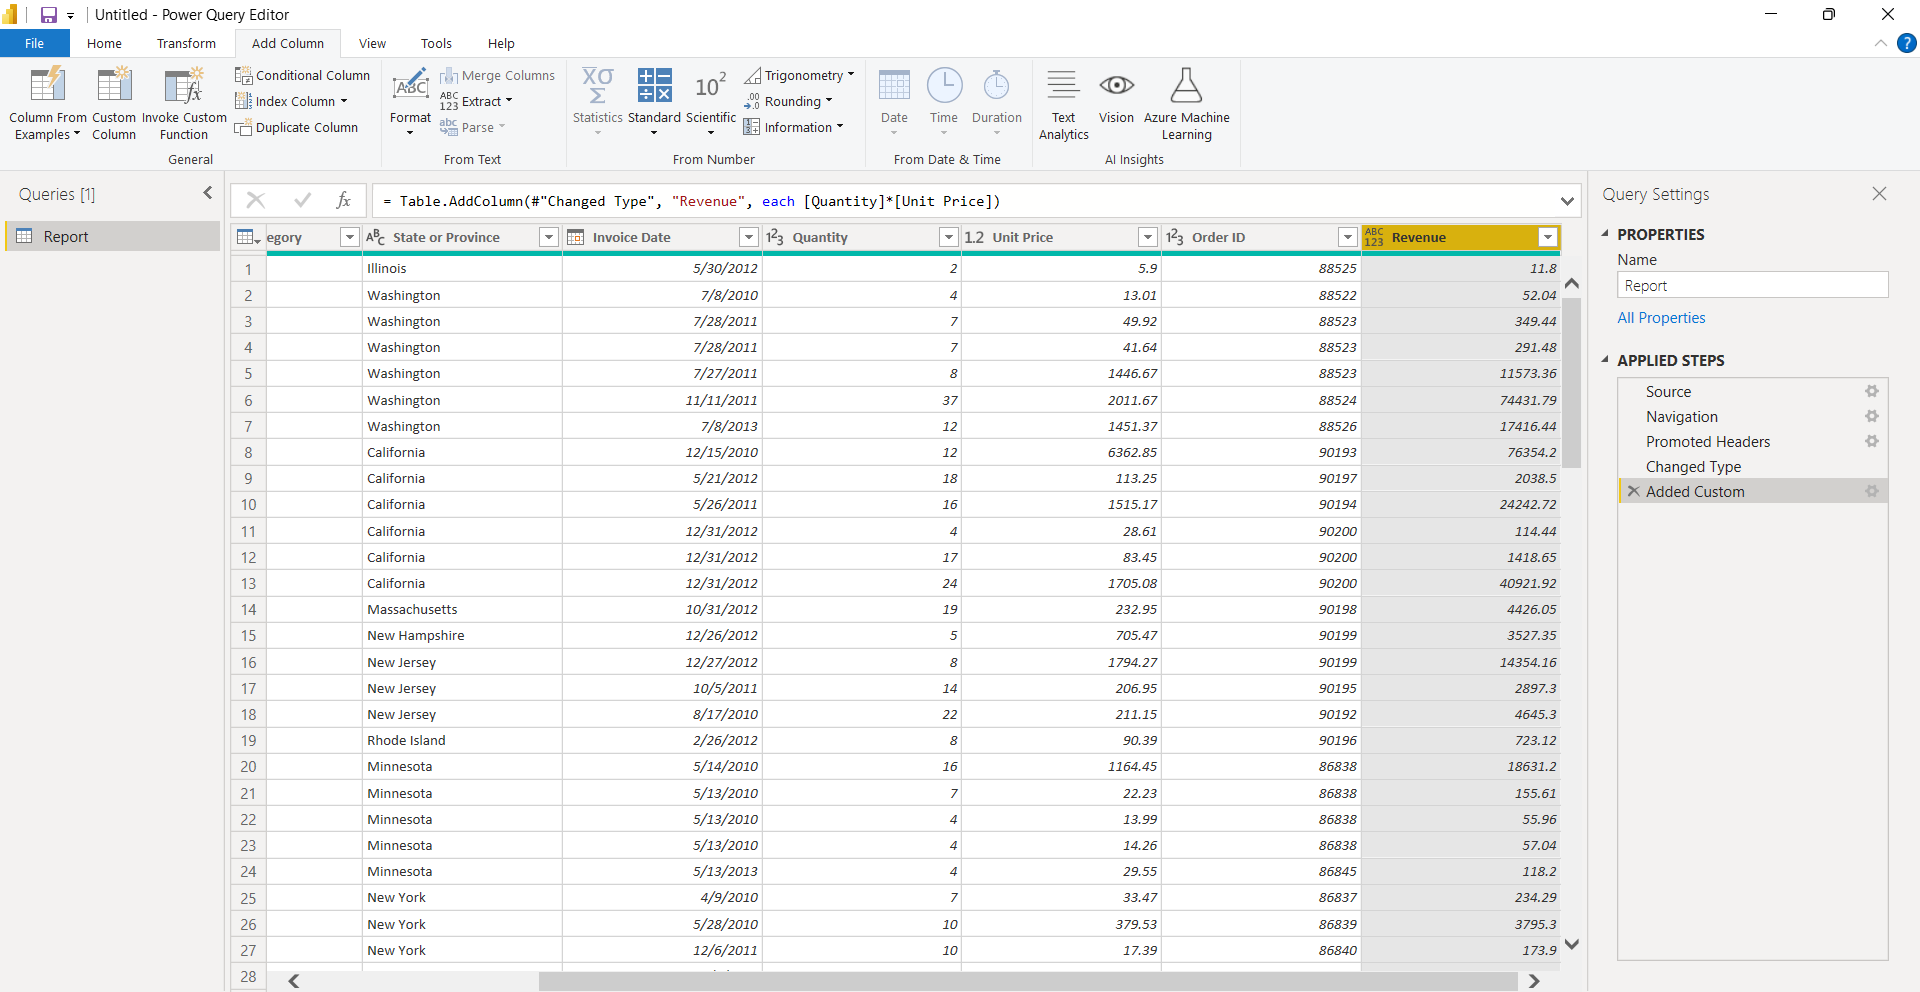 Untitled - Power Query Editor
File Home Transform Add Column View Tools Help
Column From Examples
Custom Column
Invoke Custom Function
Conditional Column
Index Column
Duplicate Column
General
Format
Merge Columns
Extract
Parse
From Text
Statistics
Standard
Scientific
Trigonometry
Rounding
Information
From Number
Date
Time
Duration
From Date & Time
Text Analytics
Vision
Azure Machine Learning
AI Insights
Queries [1]
Report
= Table.AddColumn(#"Changed Type", "Revenue", each [Quantity]*[Unit Price])
egory State or Province Invoice Date Quantity 1.2 Unit Price Order ID Revenue
1 Illinois 5/30/2012 2 5.9 88525 11.8
2 Washington 7/8/2010 4 13.01 88522 52.04
3 Washington 7/28/2011 7 49.92 88523 349.44
4 Washington 7/28/2011 7 41.64 88523 291.48
5 Washington 7/27/2011 8 1446.67 88523 11573.36
6 Washington 11/11/2011 37 2011.67 88524 74431.79
7 Washington 7/8/2013 12 1451.37 88526 17416.44
8 California 12/15/2010 12 6362.85 90193 76354.2
9 California 5/21/2012 18 113.25 90197 2038.5
10 California 5/26/2011 16 1515.17 90194 24242.72
11 California 12/31/2012 4 28.61 90200 114.44
12 California 12/31/2012 17 83.45 90200 1418.65
13 California 12/31/2012 24 1705.08 90200 40921.92
14 Massachusetts 10/31/2012 19 232.95 90198 4426.05
15 New Hampshire 12/26/2012 5 705.47 90199 3527.35
16 New Jersey 12/27/2012 8 1794.27 90199 14354.16
17 New Jersey 10/5/2011 14 206.95 90195 2897.3
18 New Jersey 8/17/2010 22 211.15 90192 4645.3
19 Rhode Island 2/26/2012 8 90.39 90196 723.12
20 Minnesota 5/14/2010 16 1164.45 86838 18631.2
21 Minnesota 5/13/2010 7 22.23 86838 155.61
22 Minnesota 5/13/2010 4 13.99 86838 55.96
23 Minnesota 5/13/2010 4 14.26 86838 57.04
24 Minnesota 5/13/2013 4 29.55 86845 118.2
25 New York 4/9/2010 7 33.47 86837 234.29
26 New York 5/28/2010 10 379.53 86839 3795.3
27 New York 12/6/2011 10 17.39 86840 173.9
28
Query Settings
PROPERTIES
Name
Report
All Properties
APPLIED STEPS
Source
Navigation
Promoted Headers
Changed Type
Added Custom